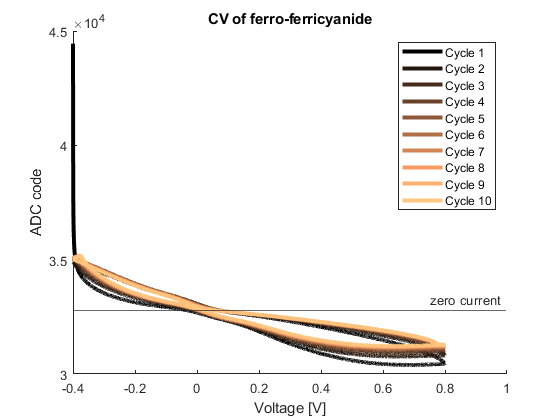 CV of ferro-ferricyanide
×10⁴
4.5
4
3.5
3
ADC code
Cycle 1
Cycle 2
Cycle 3
Cycle 4
Cycle 5
Cycle 6
Cycle 7
Cycle 8
Cycle 9
Cycle 10
zero current
-0.4 -0.2 0 0.2 0.4 0.6 0.8 1
Voltage [V]